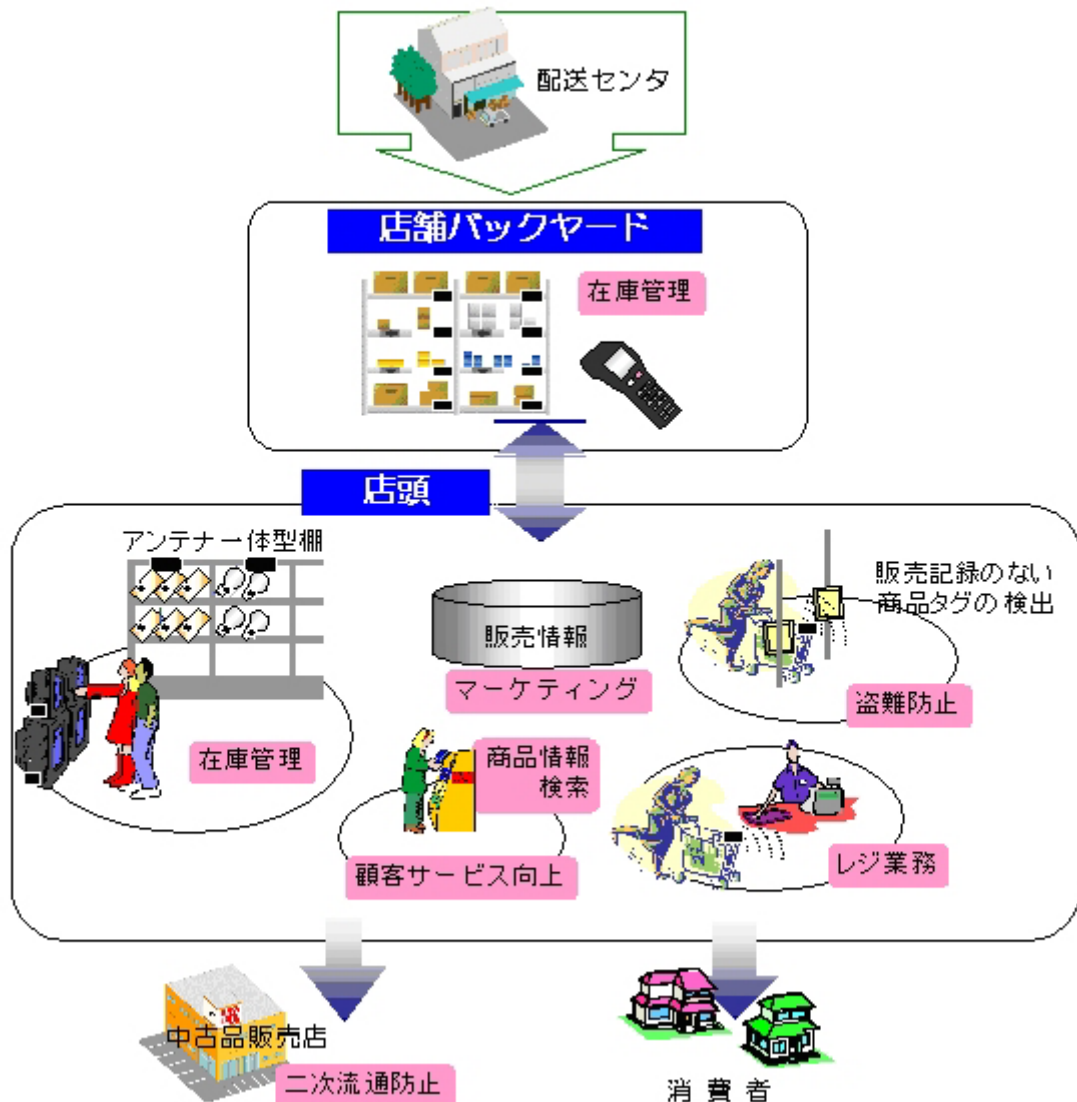 配送センタ
店舗バックヤード
在庫管理
店頭
アンテナ一体型棚
販売記録のない
商品タグの検出
販売情報
マーケティング
盗難防止
在庫管理
商品情報
検索
顧客サービス向上
レジ業務
中古品販売店
二次流通防止
消費者